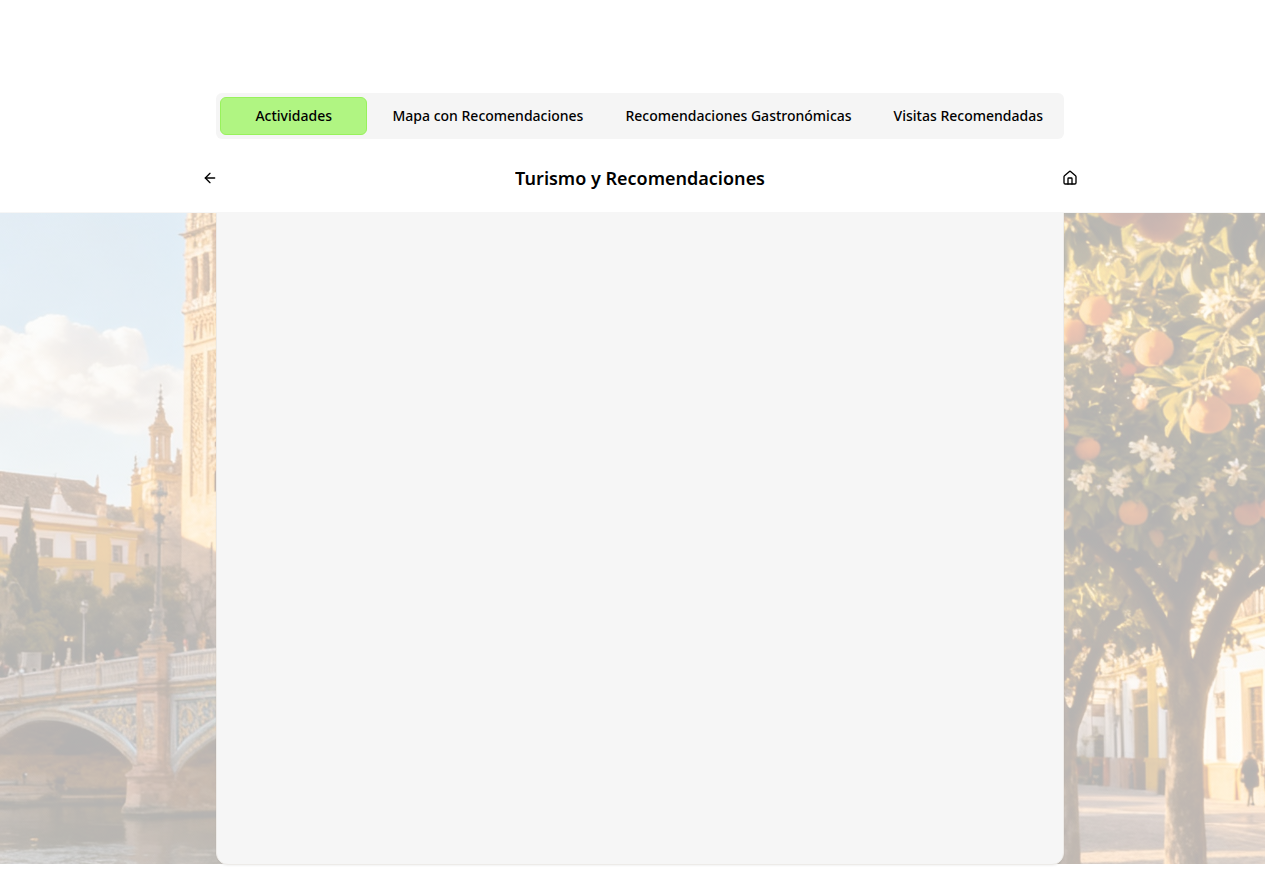 Actividades Mapa con Recomendaciones Recomendaciones Gastronómicas Visitas Recomendadas
Turismo y Recomendaciones